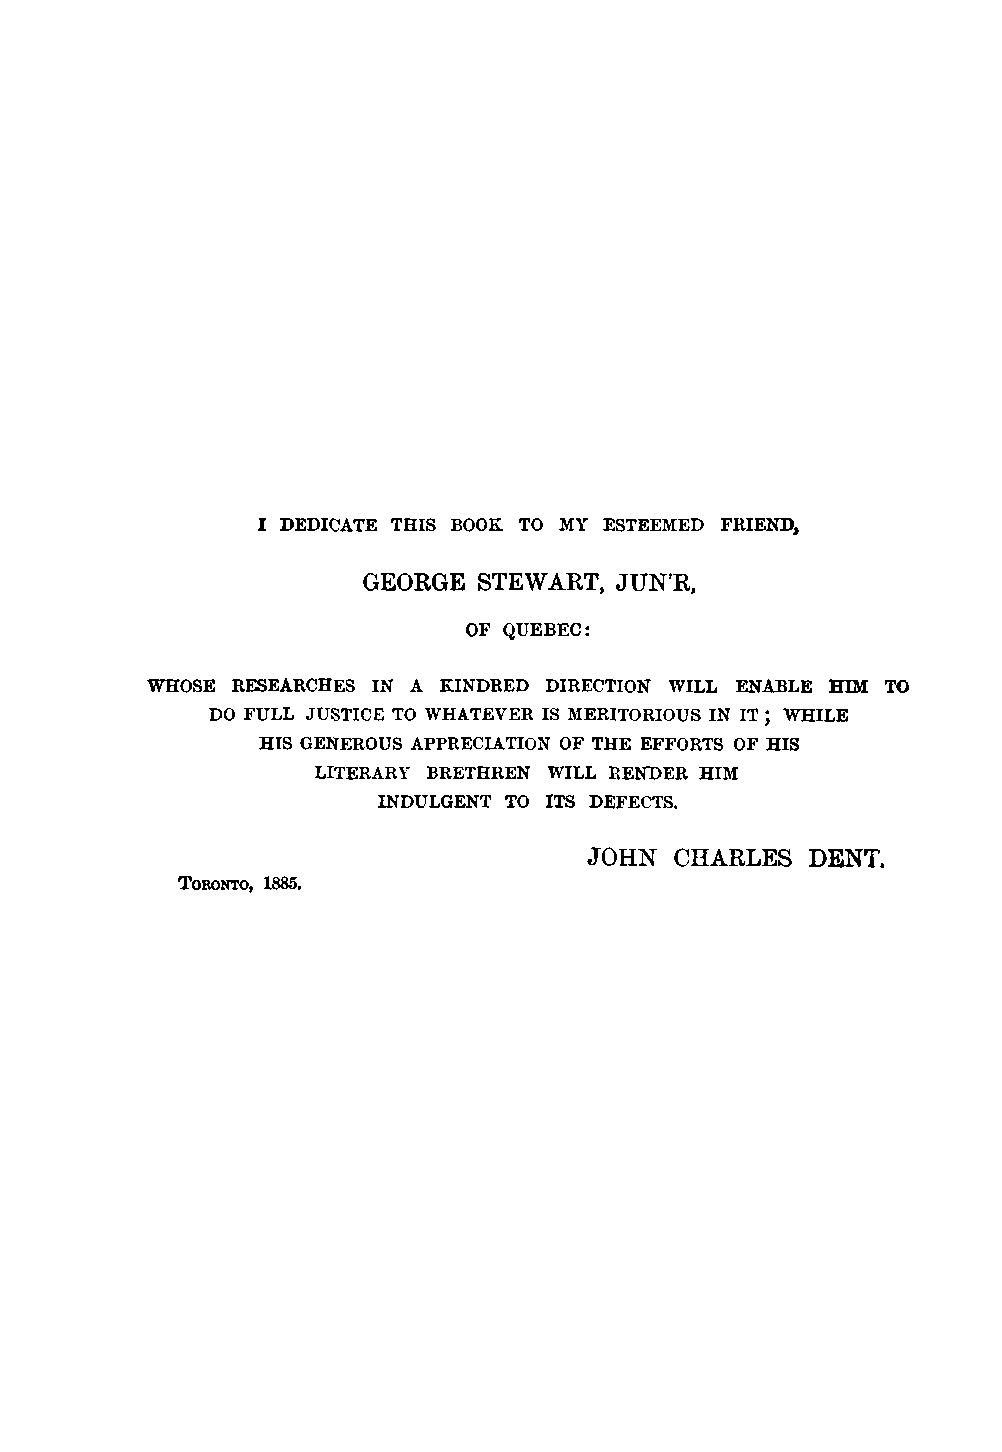 I DEDICATE THIS BOOK TO MY ESTEEMED FRIEND,
GEORGE STEWART, JUN'R,
OF QUEBEC:
WHOSE RESEARCHES IN A KINDRED DIRECTION WILL ENABLE HIM TO
DO FULL JUSTICE TO WHATEVER IS MERITORIOUS IN IT; WHILE
HIS GENEROUS APPRECIATION OF THE EFFORTS OF HIS
LITERARY BRETHREN WILL RENDER HIM
INDULGENT TO ITS DEFECTS.
JOHN CHARLES DENT.
TORONTO, 1885.